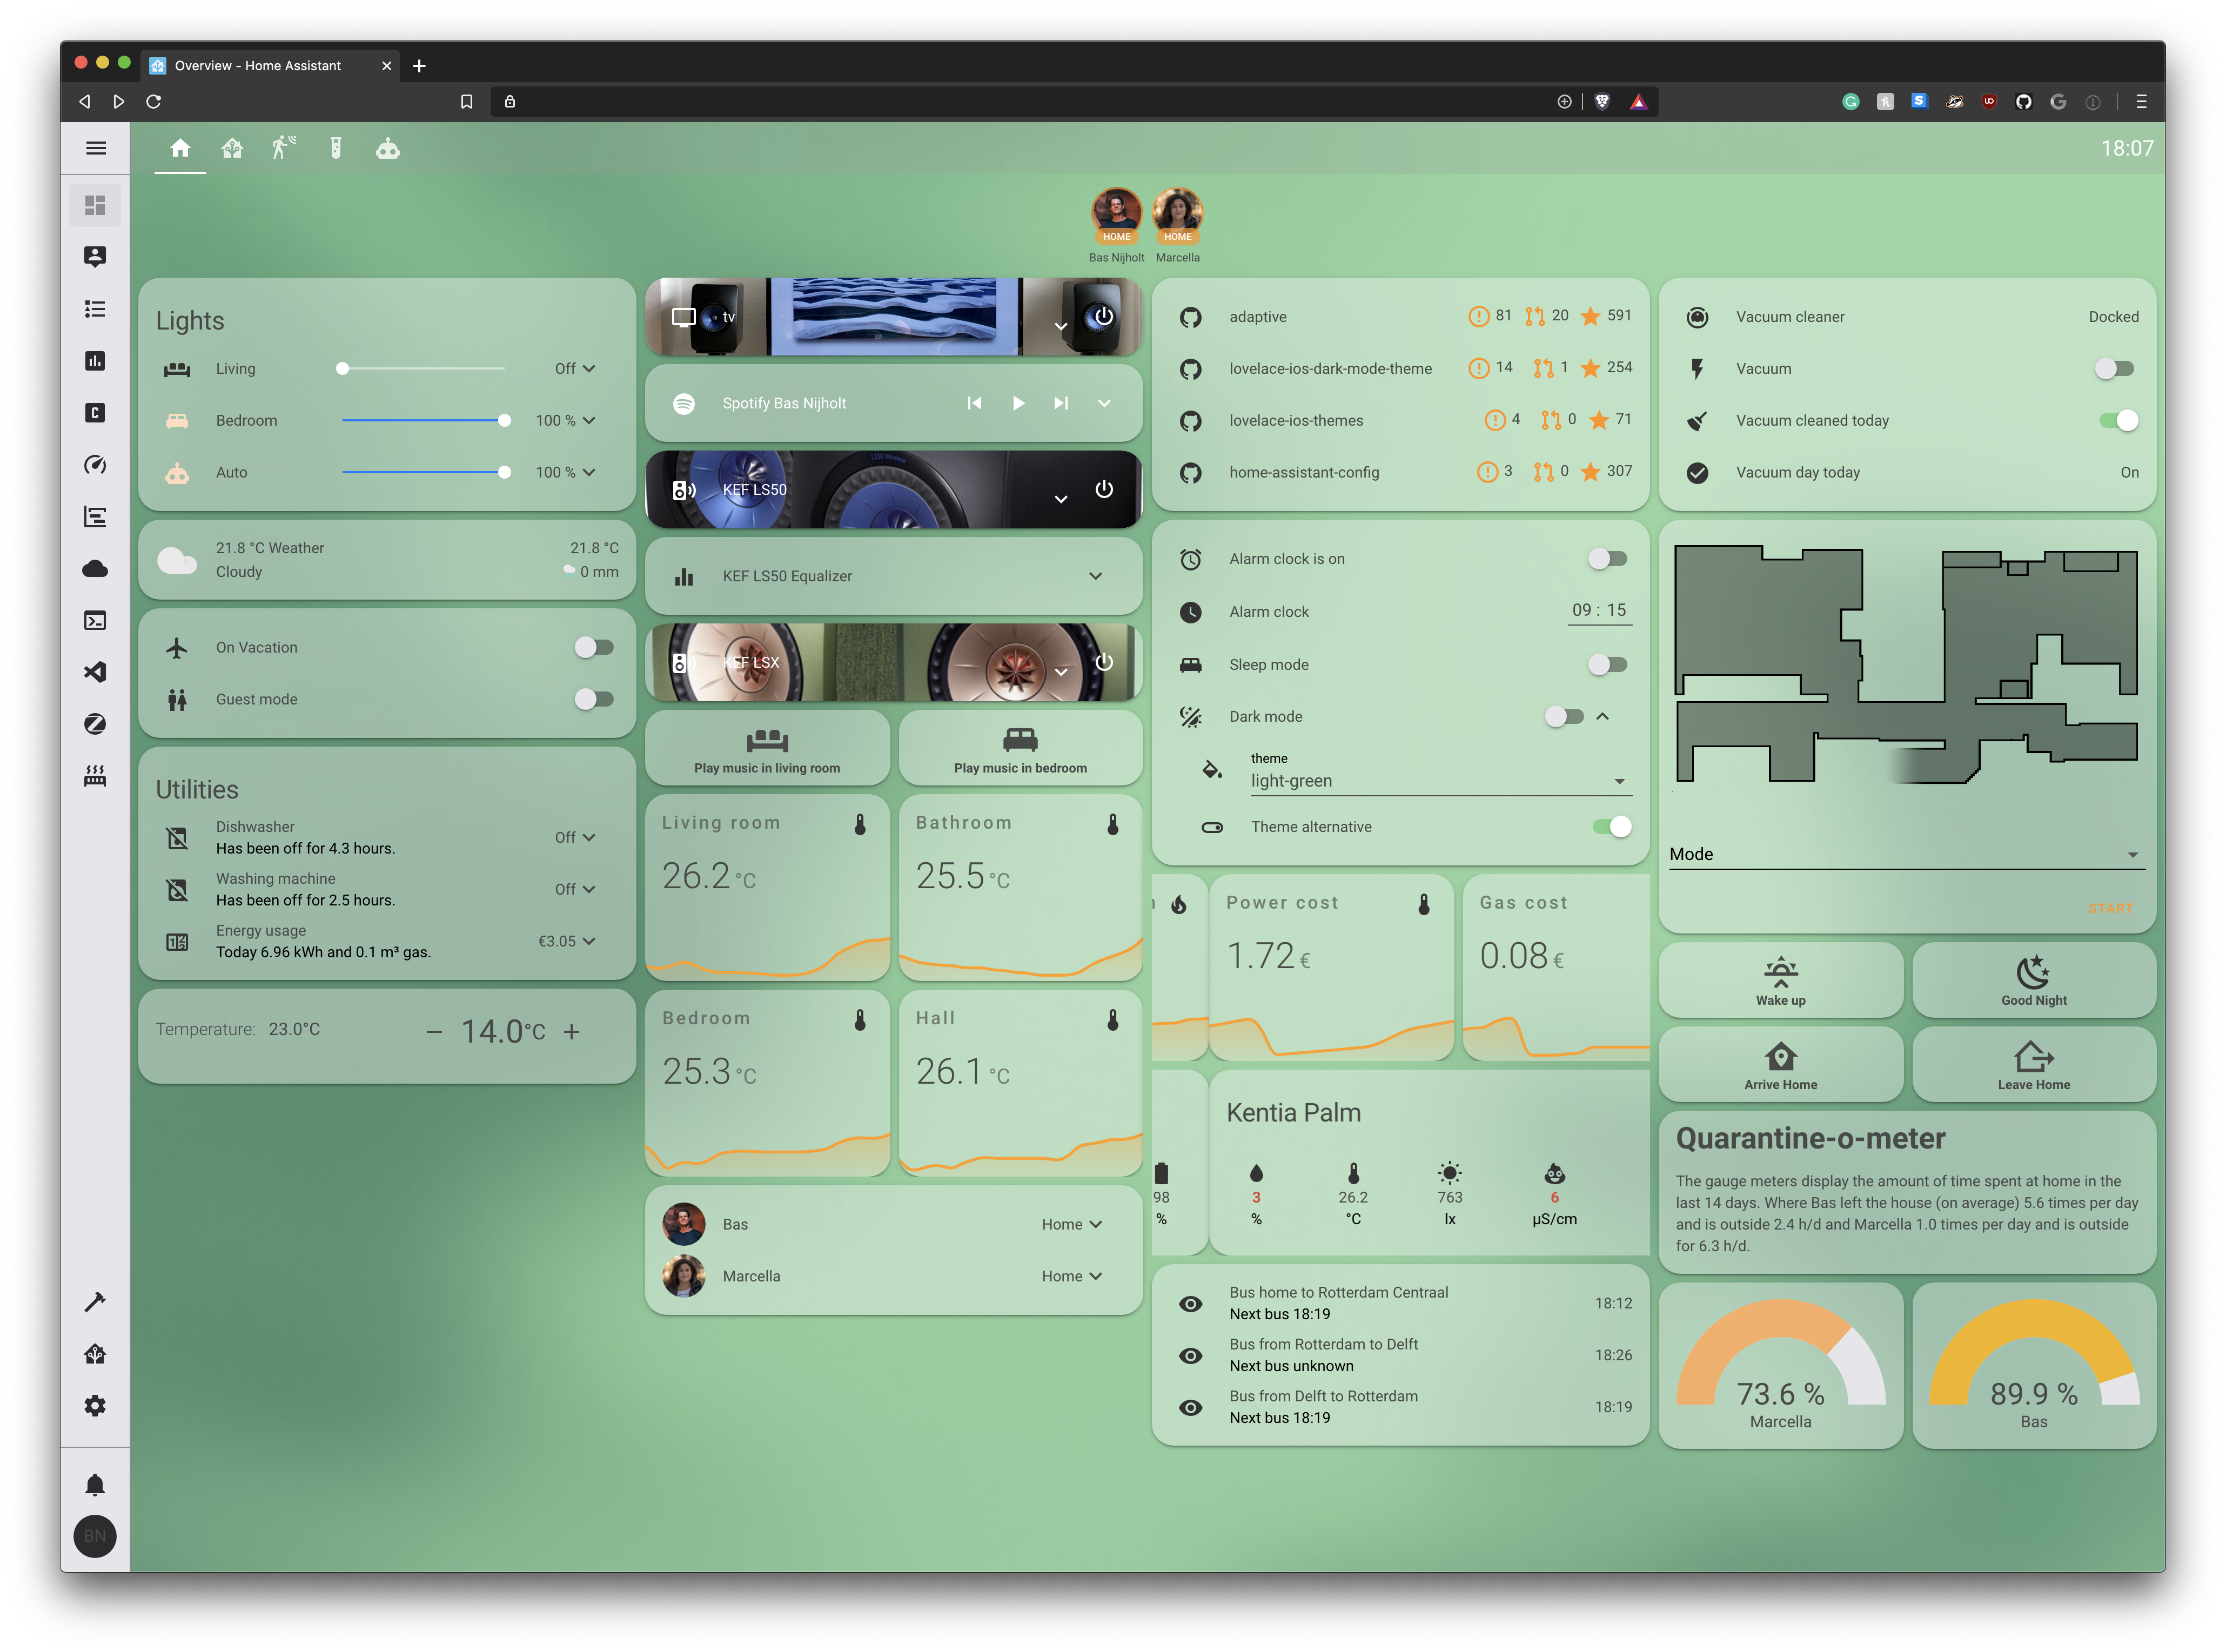 Overview - Home Assistant
18:07
HOME HOME
Bas Nijholt Marcella
Lights
Living Off
Bedroom 100 %
Auto 100 %
21.8 °C Weather 21.8 °C
Cloudy 0 mm
On Vacation
Guest mode
Utilities
Dishwasher Off
Has been off for 4.3 hours.
Washing machine Off
Has been off for 2.5 hours.
Energy usage €3.05
Today 6.96 kWh and 0.1 m³ gas.
Temperature: 23.0°C − 14.0°C +
BN
tv
Spotify Bas Nijholt
KEF LS50
KEF LS50 Equalizer
KEF LSX
Play music in living room Play music in bedroom
Living room Bathroom
26.2 °C 25.5 °C
Bedroom Hall
25.3 °C 26.1 °C
Bas Home
Marcella Home
adaptive 81 20 591
lovelace-ios-dark-mode-theme 14 1 254
lovelace-ios-themes 4 0 71
home-assistant-config 3 0 307
Alarm clock is on
Alarm clock 09 : 15
Sleep mode
Dark mode
theme
light-green
Theme alternative
Power cost Gas cost
1.72 € 0.08 €
Kentia Palm
98 3 26.2 763 6
% % °C lx µS/cm
Bus home to Rotterdam Centraal 18:12
Next bus 18:19
Bus from Rotterdam to Delft 18:26
Next bus unknown
Bus from Delft to Rotterdam 18:19
Next bus 18:19
Vacuum cleaner Docked
Vacuum
Vacuum cleaned today
Vacuum day today On
Mode
START
Wake up Good Night
Arrive Home Leave Home
Quarantine-o-meter
The gauge meters display the amount of time spent at home in the
last 14 days. Where Bas left the house (on average) 5.6 times per day
and is outside 2.4 h/d and Marcella 1.0 times per day and is outside
for 6.3 h/d.
73.6 % 89.9 %
Marcella Bas